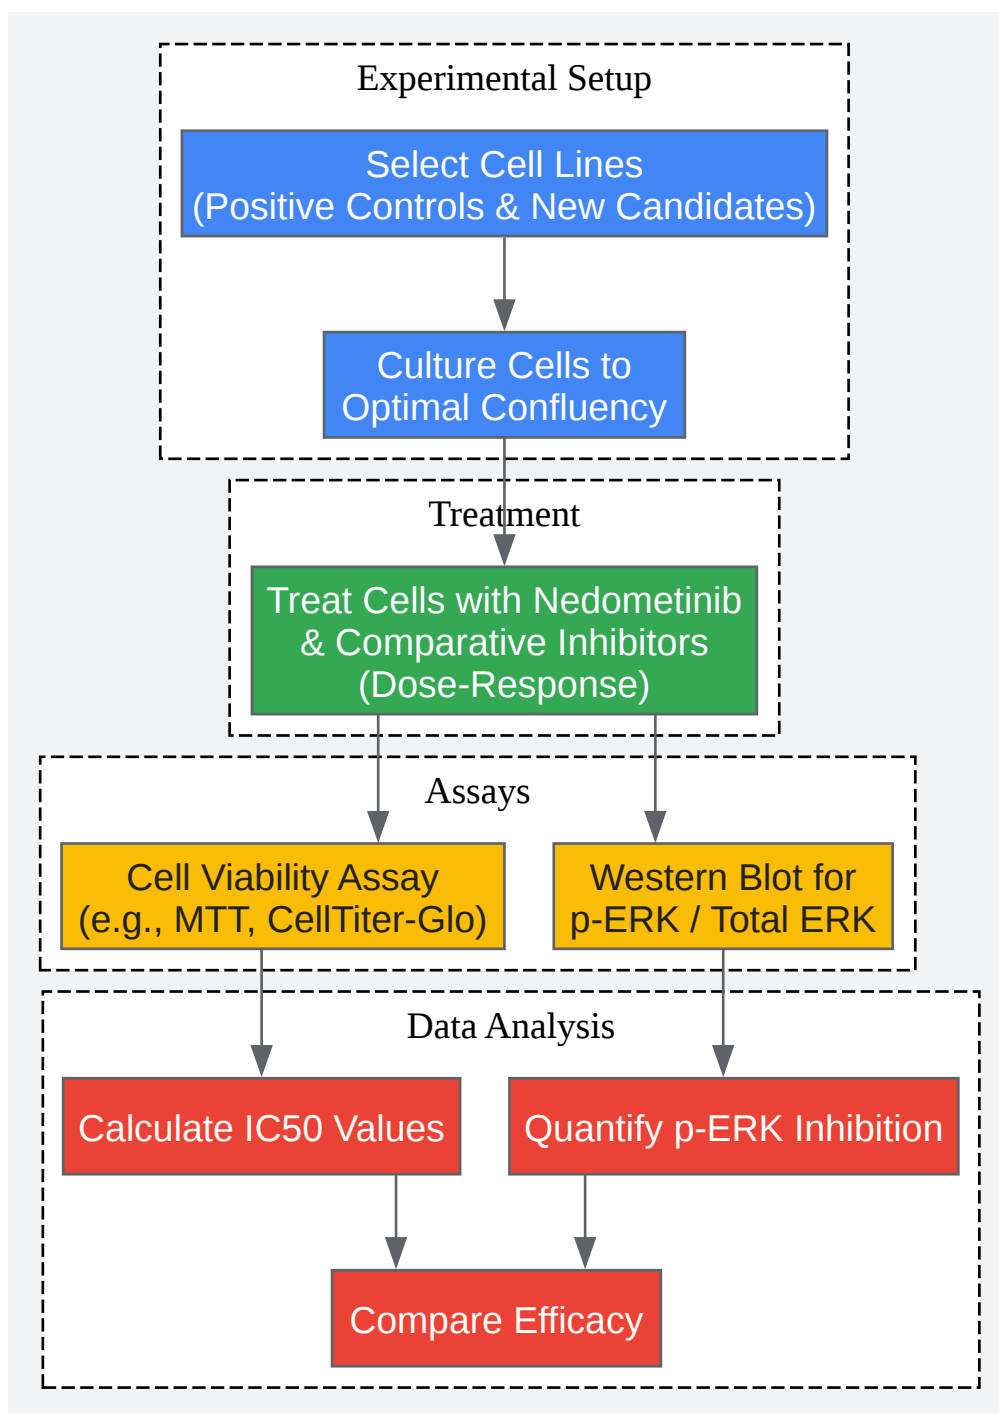 Experimental Setup
Select Cell Lines
(Positive Controls & New Candidates)
Culture Cells to
Optimal Confluency
Treatment
Treat Cells with Nedometinib
& Comparative Inhibitors
(Dose-Response)
Assays
Cell Viability Assay
(e.g., MTT, CellTiter-Glo)
Western Blot for
p-ERK / Total ERK
Data Analysis
Calculate IC50 Values
Quantify p-ERK Inhibition
Compare Efficacy